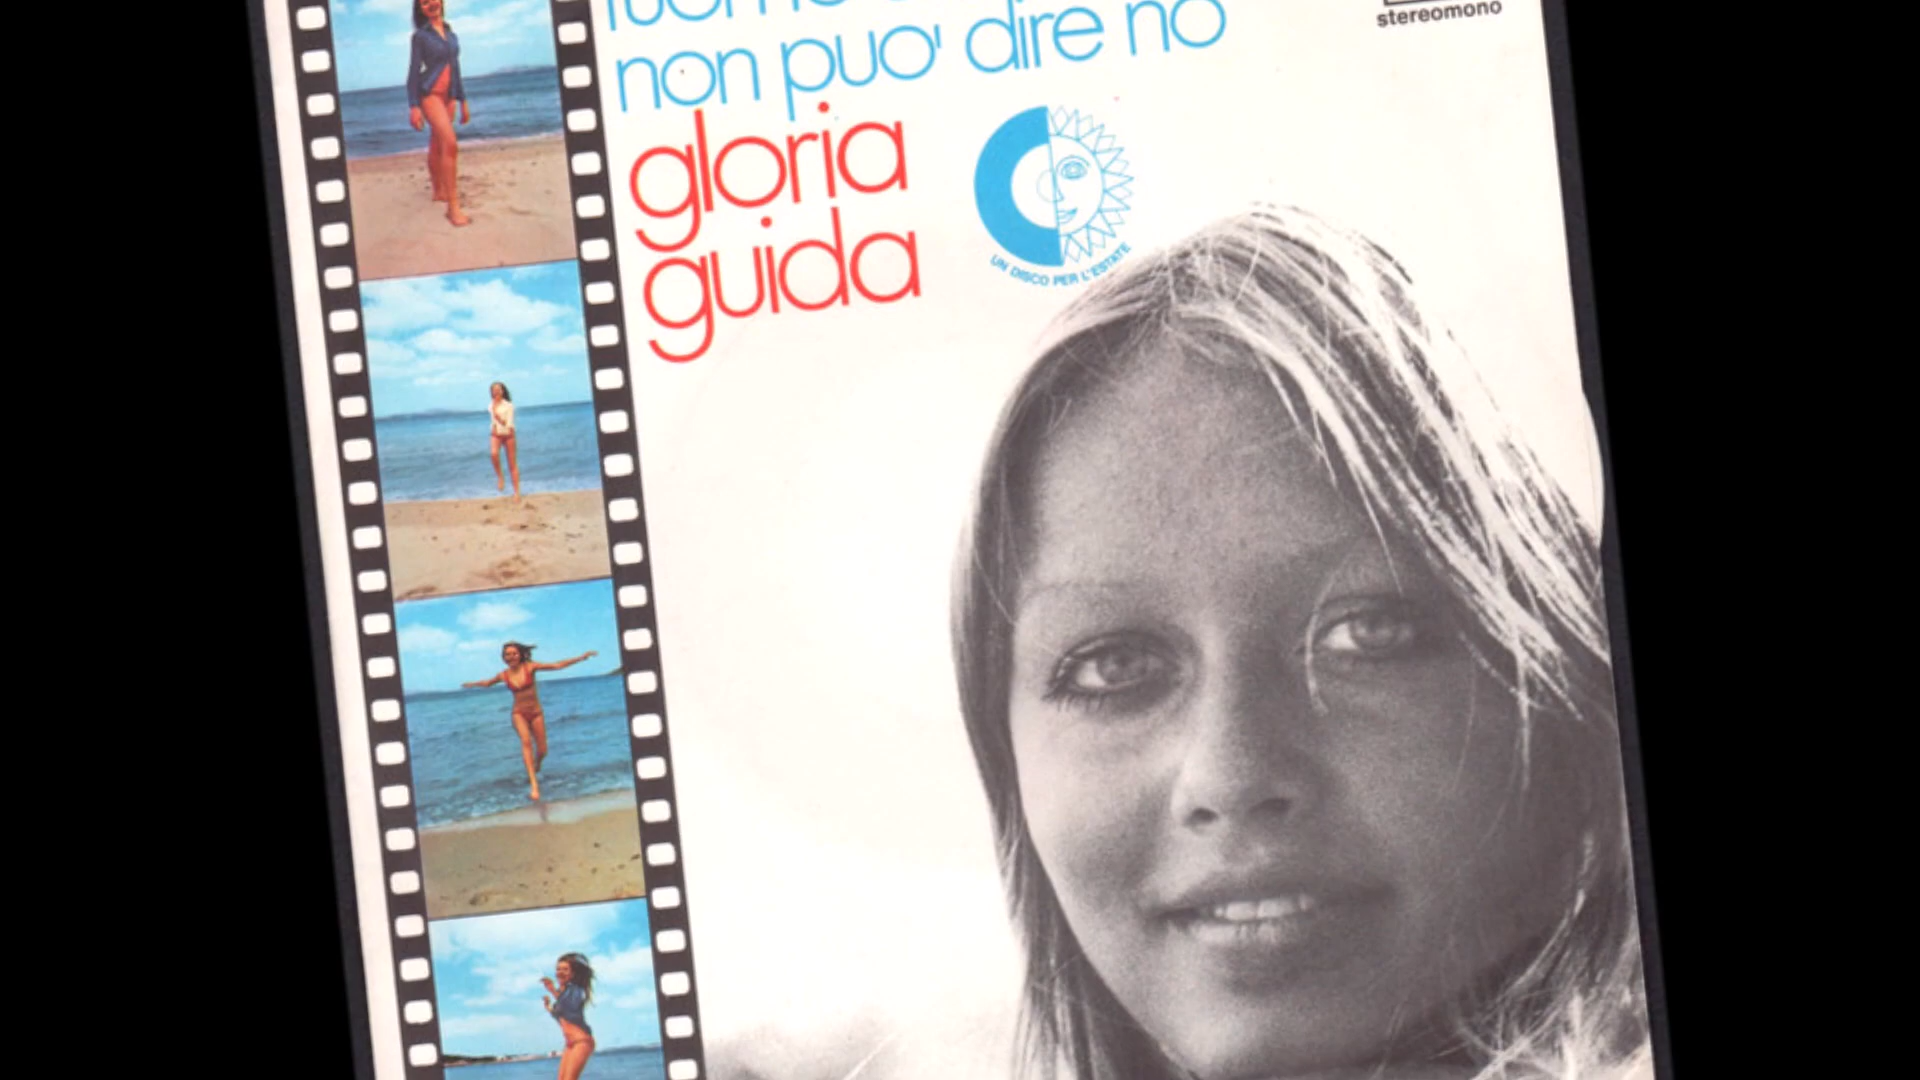 stereomono
non puo' dire no
gloria
guida
UN DISCO PER L'ESTATE